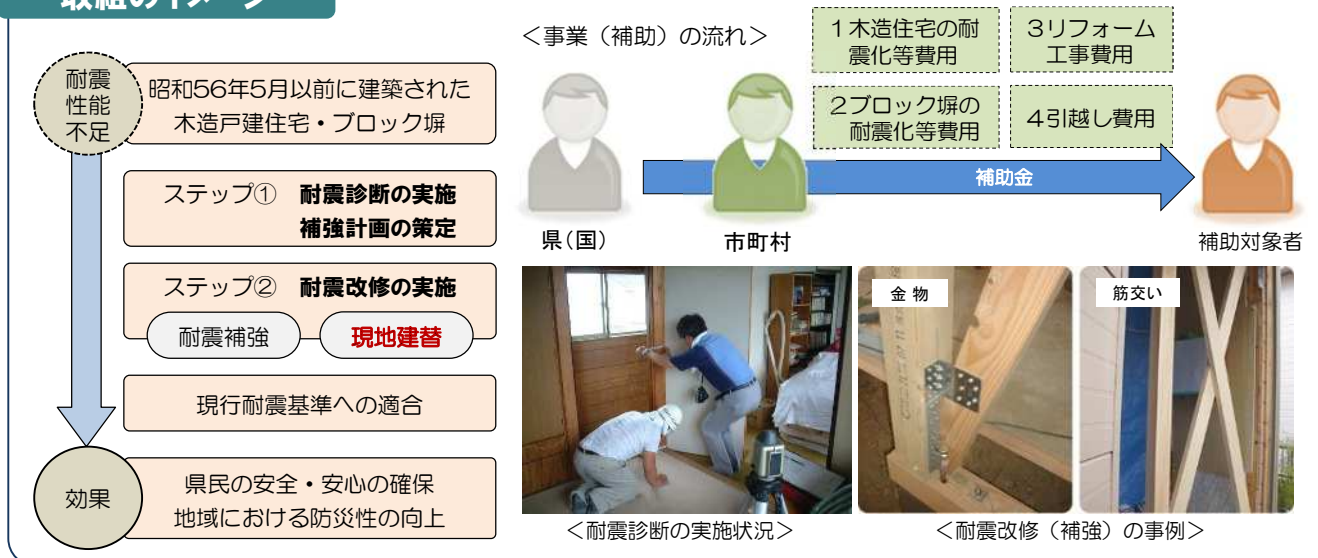 取組のイメージ
耐震
性能
不足
昭和56年5月以前に建築された
木造戸建住宅・ブロック塀
ステップ① 耐震診断の実施
補強計画の策定
ステップ② 耐震改修の実施
耐震補強
現地建替
現行耐震基準への適合
効果
県民の安全・安心の確保
地域における防災性の向上
＜事業（補助）の流れ＞
1木造住宅の耐
震化等費用
3リフォーム
工事費用
2ブロック塀の
耐震化等費用
4引越し費用
補助金
県(国)
市町村
補助対象者
金 物
筋交い
＜耐震診断の実施状況＞
＜耐震改修（補強）の事例＞